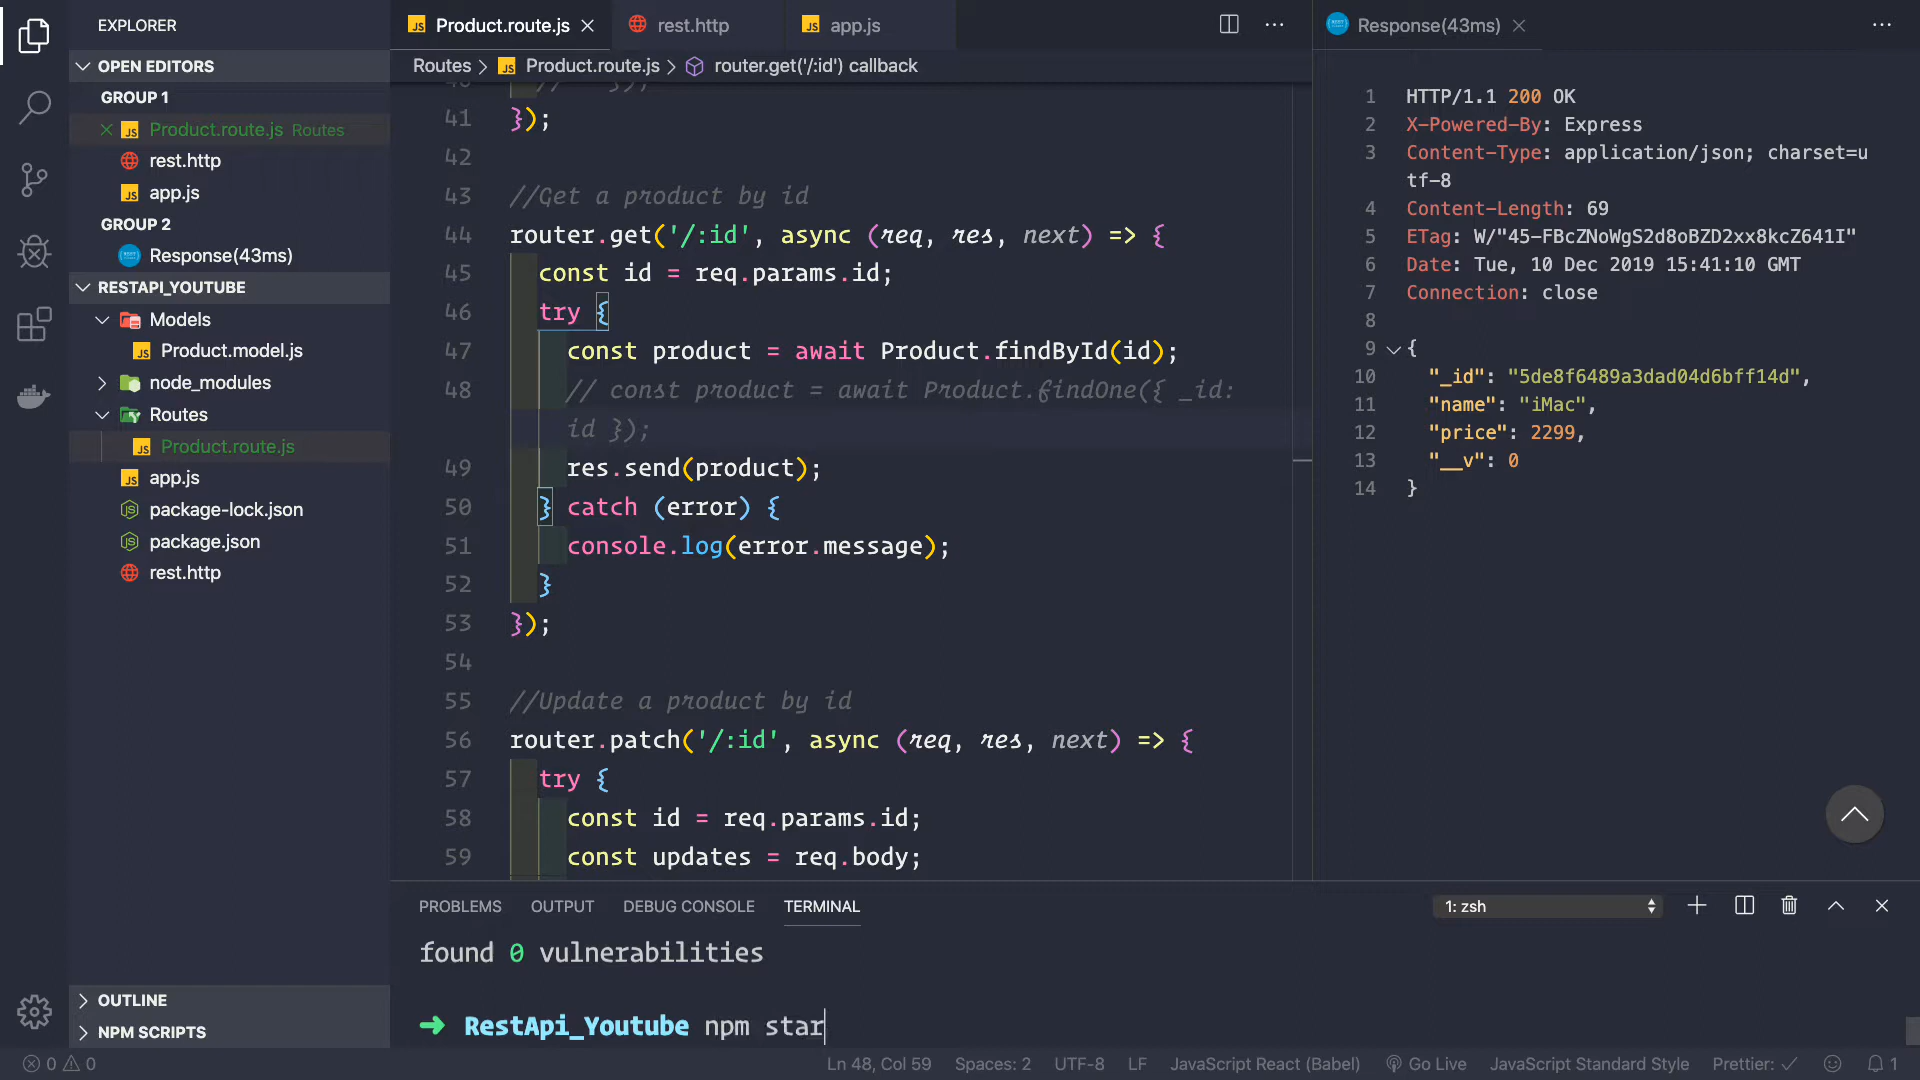 EXPLORER
OPEN EDITORS
GROUP 1
JS Product.route.js Routes
rest.http
JS app.js
GROUP 2
Response(43ms)
RESTAPI_YOUTUBE
Models
JS Product.model.js
node_modules
Routes
JS Product.route.js
JS app.js
package-lock.json
package.json
rest.http
OUTLINE
NPM SCRIPTS
JS Product.route.js
rest.http
JS app.js
Routes > JS Product.route.js > router.get('/:id') callback
40 // });
41 });
42
43 //Get a product by id
44 router.get('/:id', async (req, res, next) => {
45 const id = req.params.id;
46 try {
47 const product = await Product.findById(id);
48 // const product = await Product.findOne({ _id:
id });
49 res.send(product);
50 } catch (error) {
51 console.log(error.message);
52 }
53 });
54
55 //Update a product by id
56 router.patch('/:id', async (req, res, next) => {
57 try {
58 const id = req.params.id;
59 const updates = req.body;
Response(43ms)
1 HTTP/1.1 200 OK
2 X-Powered-By: Express
3 Content-Type: application/json; charset=u
tf-8
4 Content-Length: 69
5 ETag: W/"45-FBcZNoWgS2d8oBZD2xx8kcZ641I"
6 Date: Tue, 10 Dec 2019 15:41:10 GMT
7 Connection: close
8
9 {
10 "_id": "5de8f6489a3dad04d6bff14d",
11 "name": "iMac",
12 "price": 2299,
13 "__v": 0
14 }
PROBLEMS OUTPUT DEBUG CONSOLE TERMINAL
1: zsh
found 0 vulnerabilities
➜ RestApi_Youtube npm star
0 0
Ln 48, Col 59 Spaces: 2 UTF-8 LF JavaScript React (Babel) Go Live JavaScript Standard Style Prettier: ✓ 1